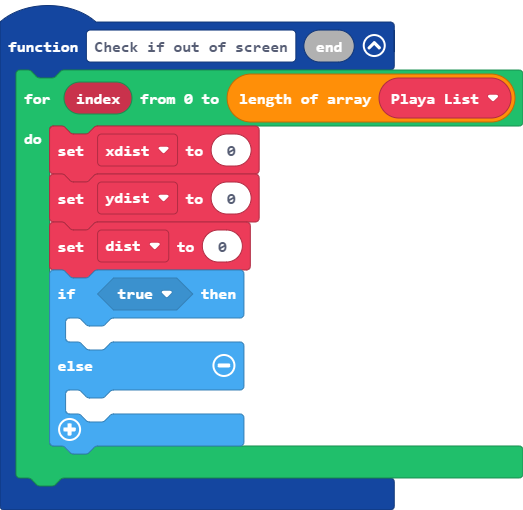 function Check if out of screen end
for index from 0 to length of array Playa List
do
set xdist to 0
set ydist to 0
set dist to 0
if true then
else